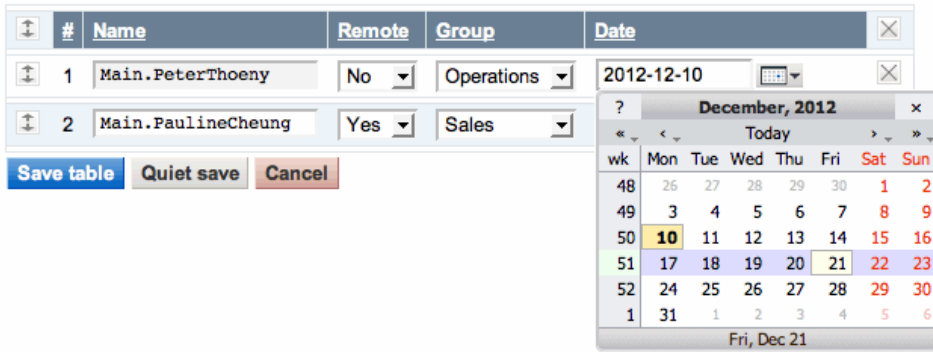 # Name Remote Group Date
1 Main.PeterThoeny No Operations 2012-12-10
2 Main.PaulineCheung Yes Sales
Save table Quiet save Cancel
? December, 2012 ×
« ‹ Today › »
wk Mon Tue Wed Thu Fri Sat Sun
48 26 27 28 29 30 1 2
49 3 4 5 6 7 8 9
50 10 11 12 13 14 15 16
51 17 18 19 20 21 22 23
52 24 25 26 27 28 29 30
1 31 1 2 3 4 5 6
Fri, Dec 21